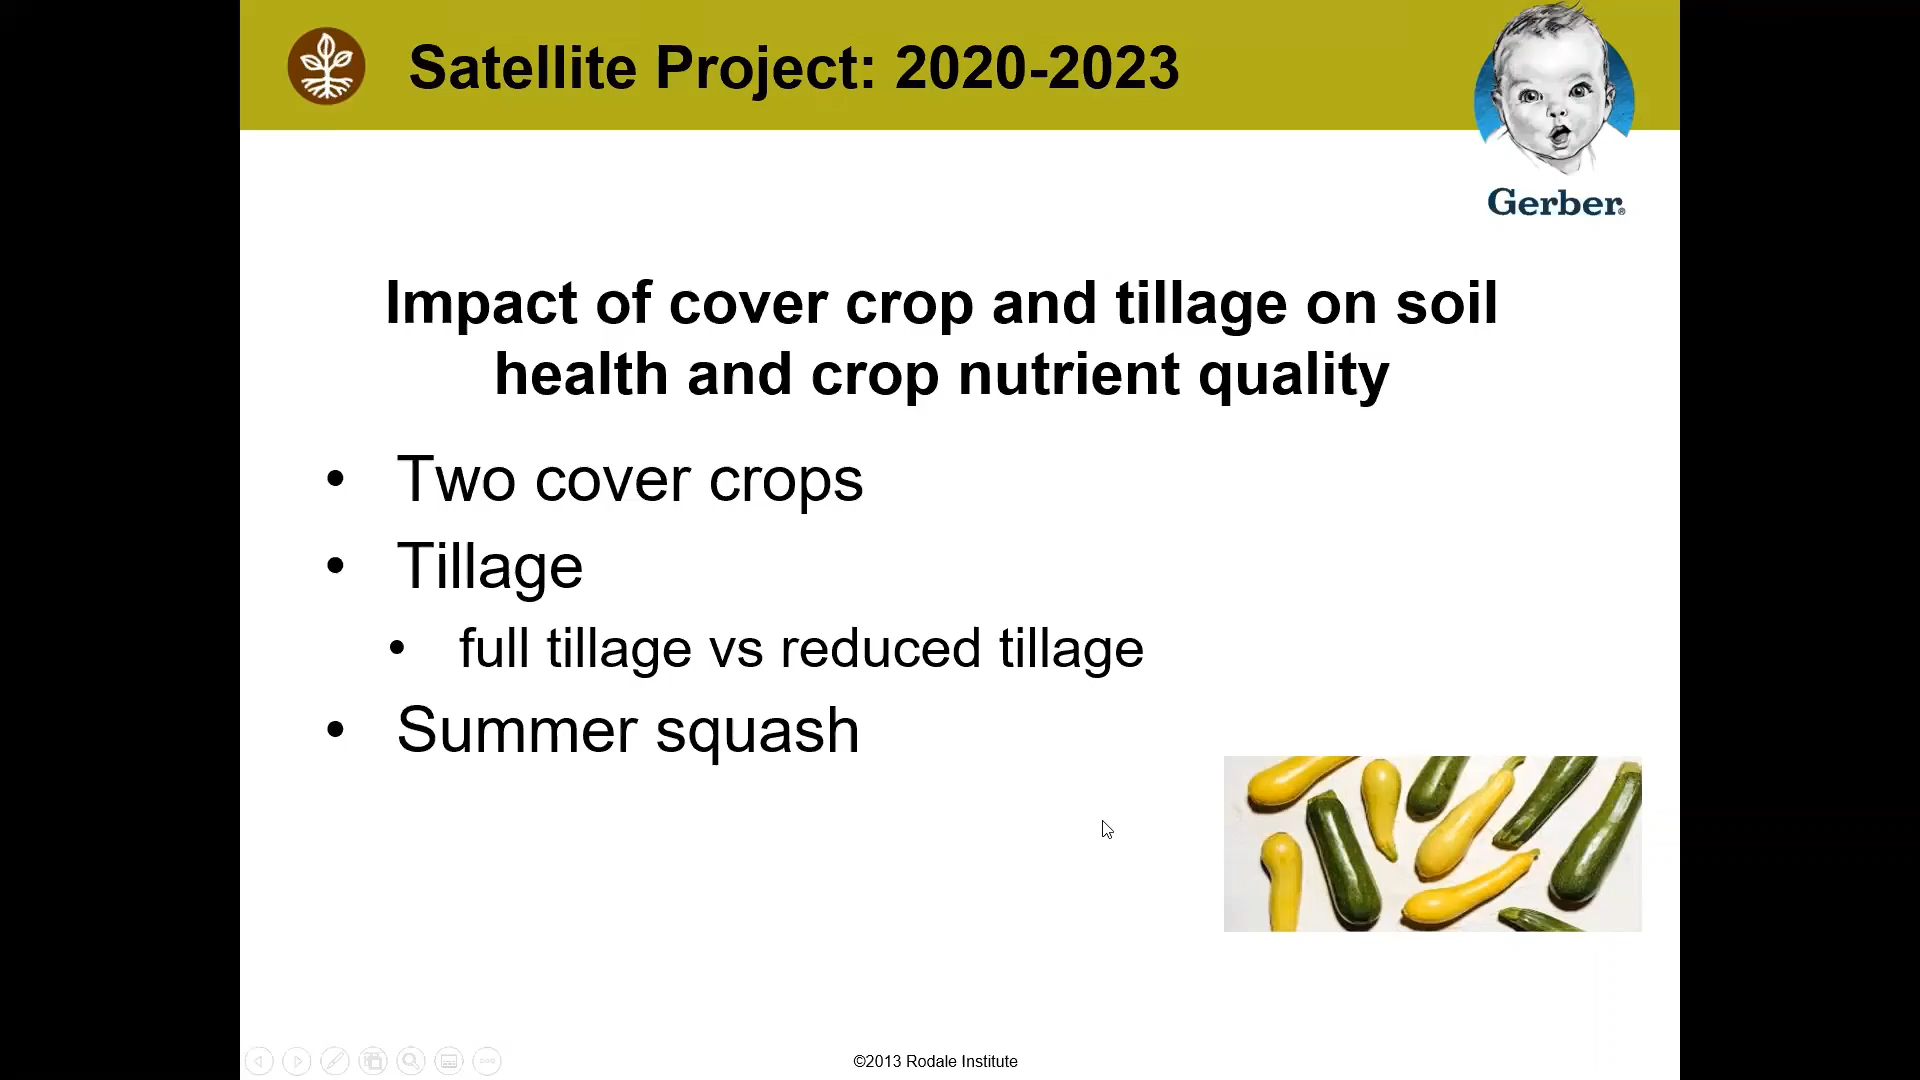 Satellite Project: 2020-2023
Gerber®
Impact of cover crop and tillage on soil
health and crop nutrient quality
• Two cover crops
• Tillage
• full tillage vs reduced tillage
• Summer squash
©2013 Rodale Institute